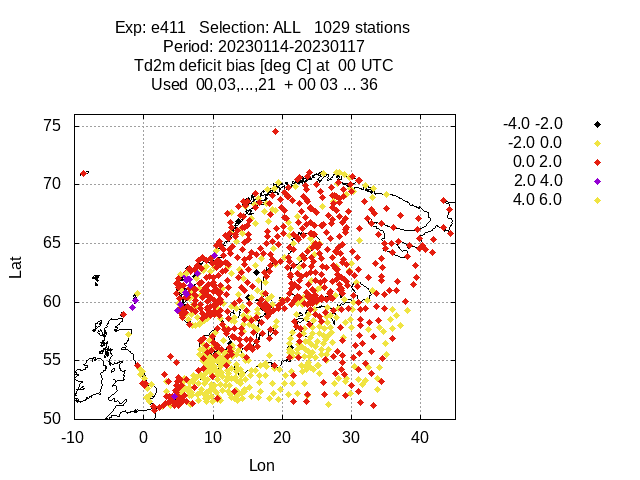 Exp: e411   Selection: ALL   1029 stations
Period: 20230114-20230117
Td2m deficit bias [deg C] at  00 UTC
Used  00,03,...,21  + 00 03 ... 36
-4.0 -2.0
-2.0 0.0
0.0 2.0
2.0 4.0
4.0 6.0
75
70
65
60
55
50
Lat
-10 0 10 20 30 40
Lon